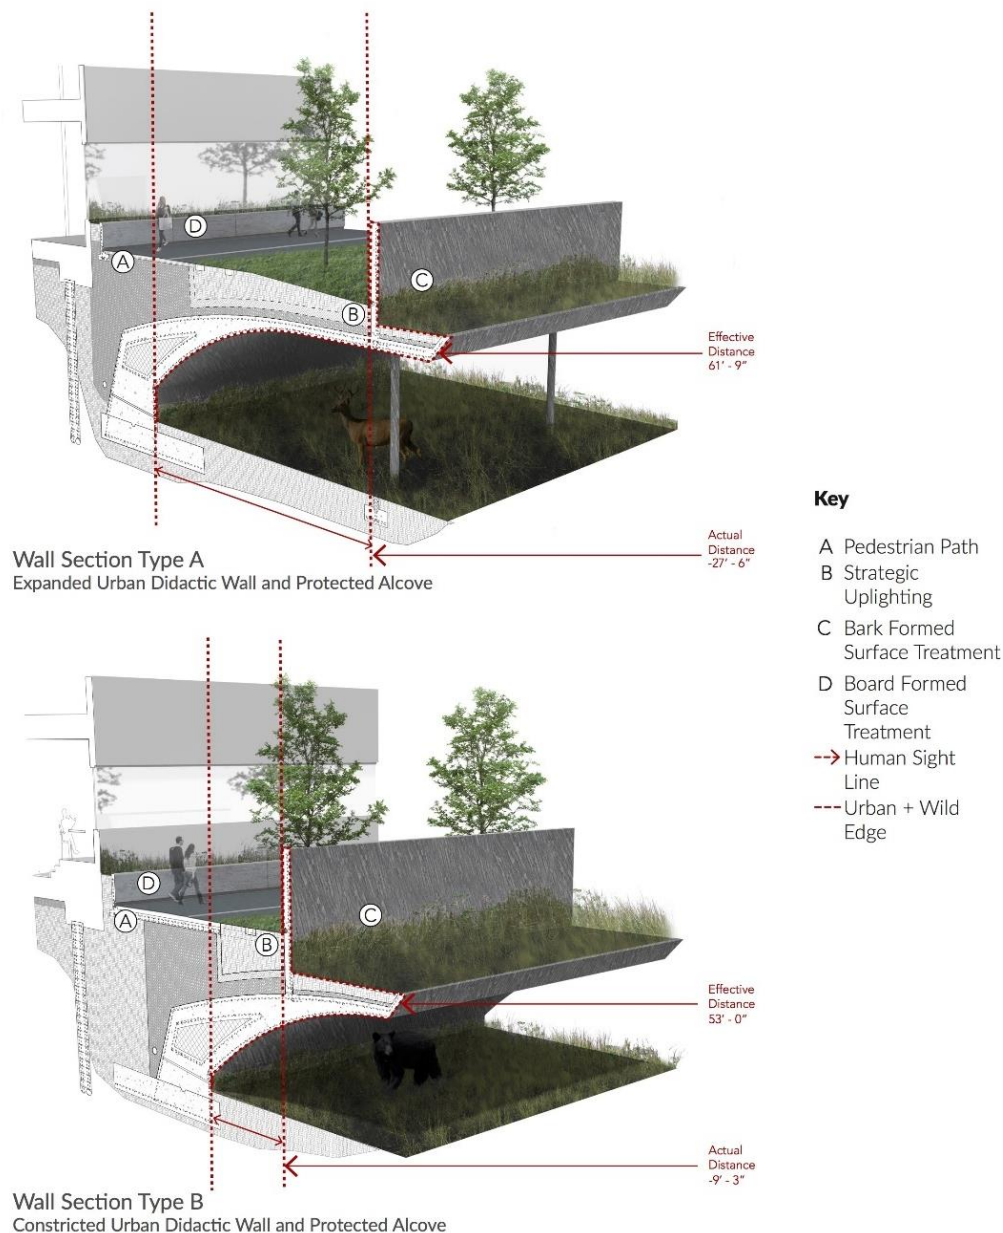 D
A
C
B
Effective
Distance
61' - 9"
Actual
Distance
-27' - 6"
Wall Section Type A
Expanded Urban Didactic Wall and Protected Alcove
Key
A Pedestrian Path
B Strategic
Uplighting
C Bark Formed
Surface Treatment
D Board Formed
Surface
Treatment
Human Sight
Line
Urban + Wild
Edge
D
A
C
B
Effective
Distance
53' - 0"
Actual
Distance
-9' - 3"
Wall Section Type B
Constricted Urban Didactic Wall and Protected Alcove